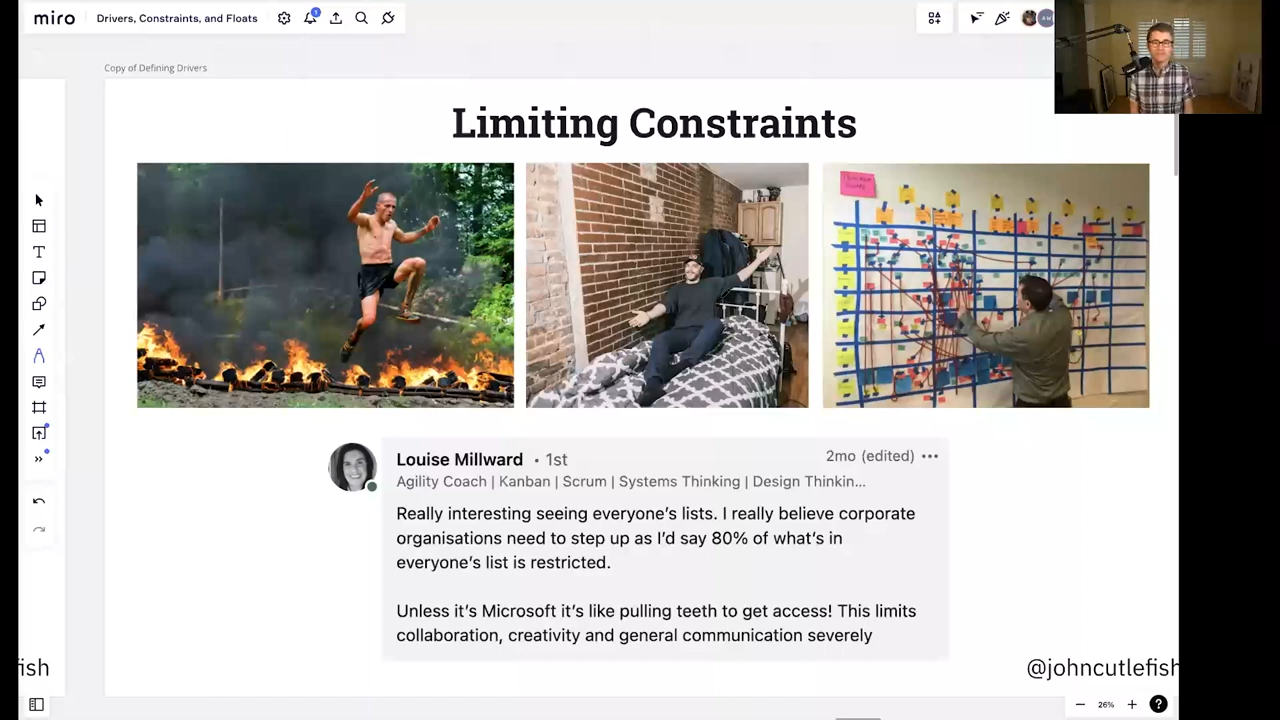 miro
Drivers, Constraints, and Floats
1
Copy of Defining Drivers
Limiting Constraints
Louise Millward • 1st
2mo (edited) •••
Agility Coach | Kanban | Scrum | Systems Thinking | Design Thinkin...
Really interesting seeing everyone's lists. I really believe corporate
organisations need to step up as I'd say 80% of what's in
everyone's list is restricted.
Unless it's Microsoft it's like pulling teeth to get access! This limits
collaboration, creativity and general communication severely
fish
@johncutlefish
26%
?